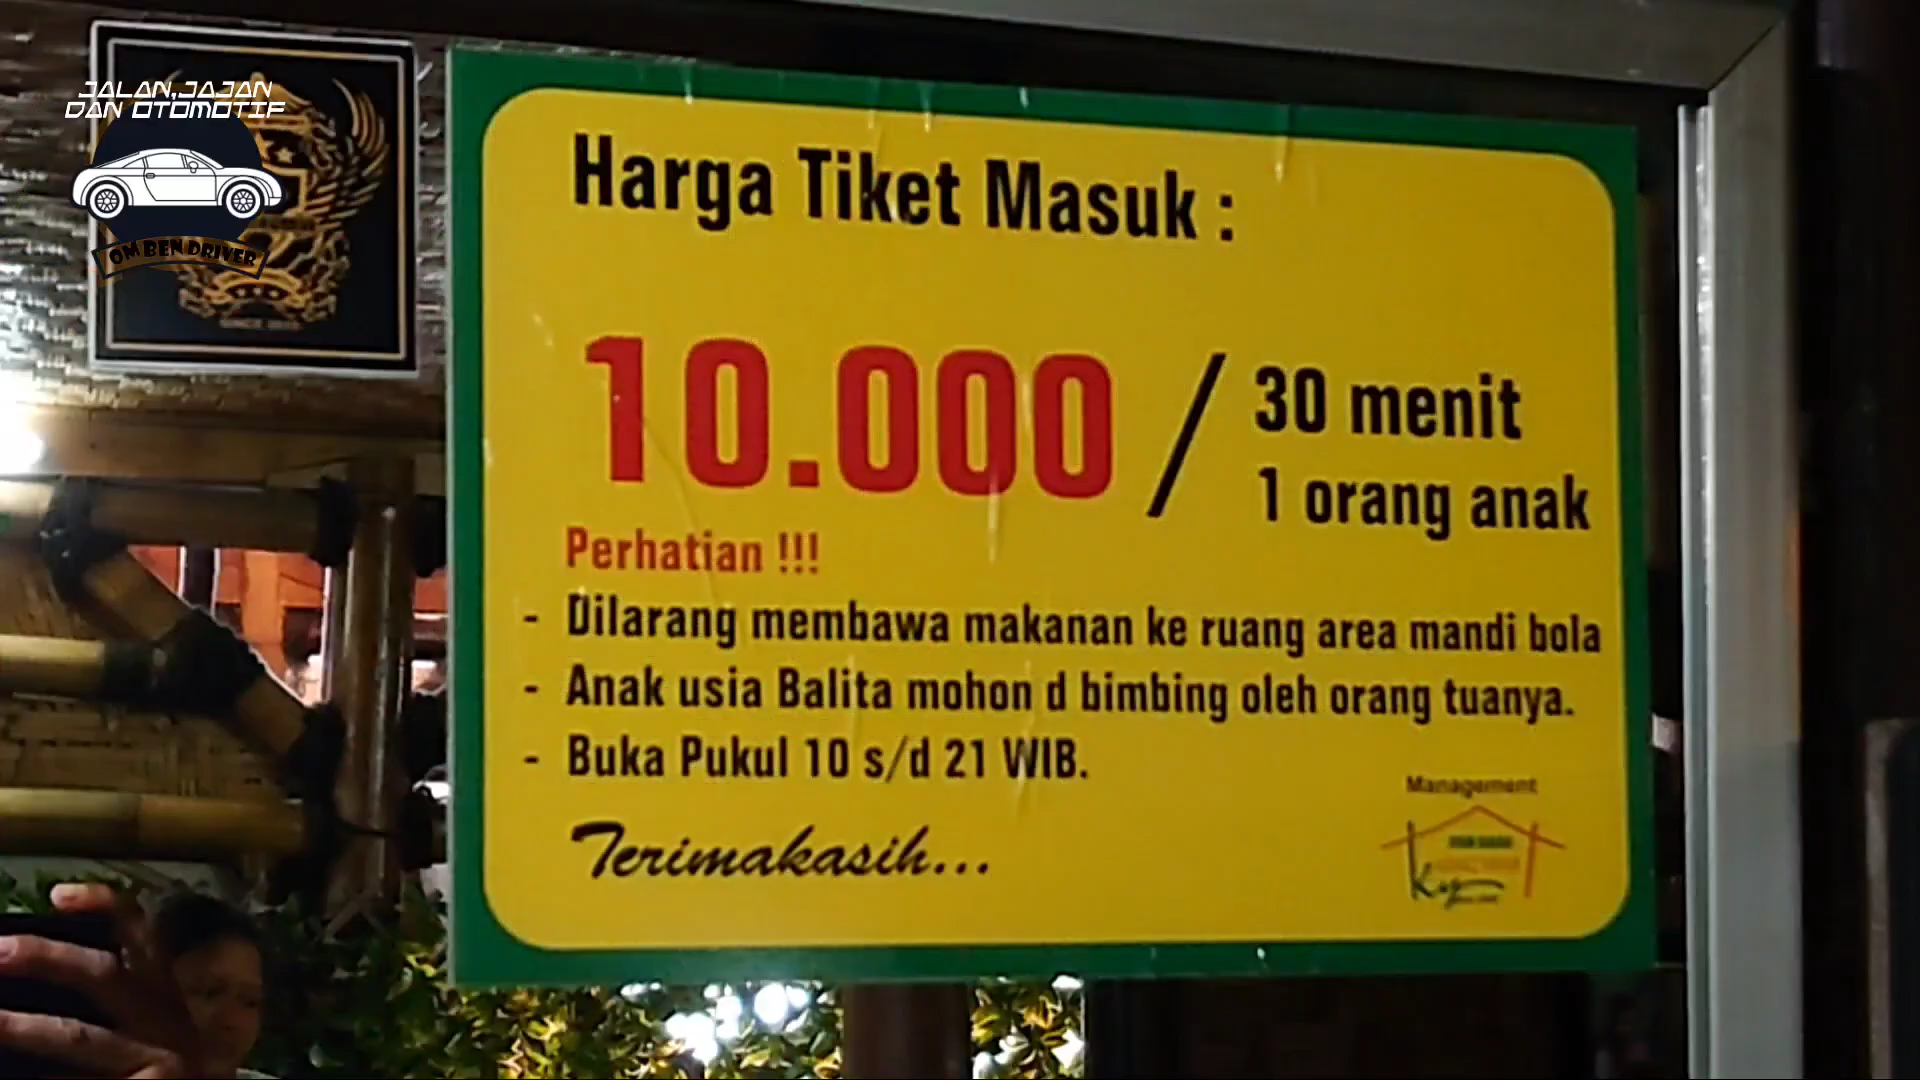 JALAN,JAJAN
DAN OTOMOTIF
OM BEN DRIVER
Harga Tiket Masuk :
10.000 / 30 menit
1 orang anak
Perhatian !!!
- Dilarang membawa makanan ke ruang area mandi bola
- Anak usia Balita mohon d bimbing oleh orang tuanya.
- Buka Pukul 10 s/d 21 WIB.
Terimakasih...
Management